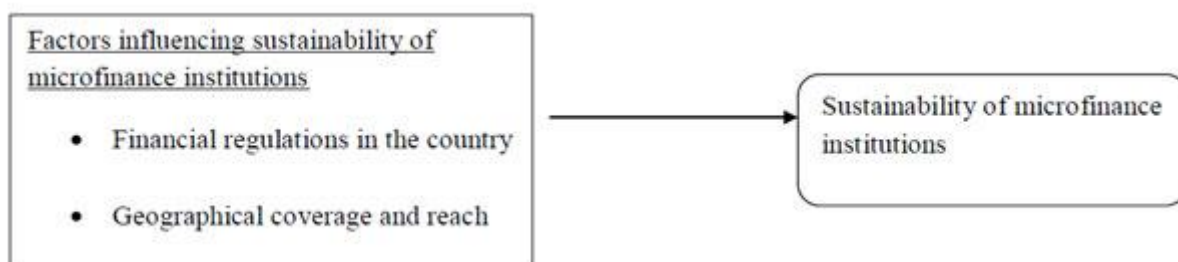 Factors influencing sustainability of
microfinance institutions
• Financial regulations in the country
• Geographical coverage and reach
Sustainability of microfinance
institutions